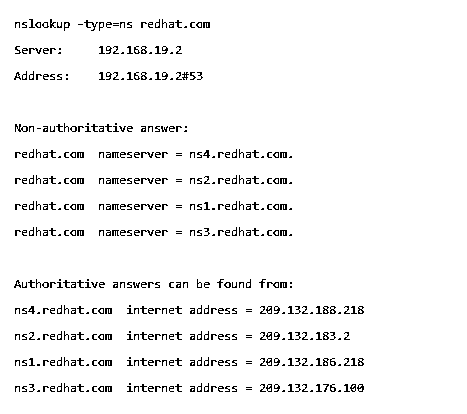 nslookup -type=ns redhat.com
Server:     192.168.19.2
Address:    192.168.19.2#53
Non-authoritative answer:
redhat.com  nameserver = ns4.redhat.com.
redhat.com  nameserver = ns2.redhat.com.
redhat.com  nameserver = ns1.redhat.com.
redhat.com  nameserver = ns3.redhat.com.
Authoritative answers can be found from:
ns4.redhat.com  internet address = 209.132.188.218
ns2.redhat.com  internet address = 209.132.183.2
ns1.redhat.com  internet address = 209.132.186.218
ns3.redhat.com  internet address = 209.132.176.100